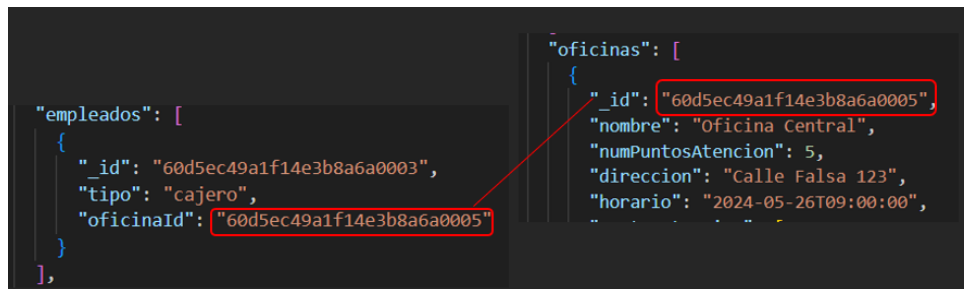 "empleados": [
{
"_id": "60d5ec49a1f14e3b8a6a0003",
"tipo": "cajero",
"oficinaId": "60d5ec49a1f14e3b8a6a0005"
}
],
"oficinas": [
{
"_id": "60d5ec49a1f14e3b8a6a0005",
"nombre": "Oficina Central",
"numPuntosAtencion": 5,
"direccion": "Calle Falsa 123",
"horario": "2024-05-26T09:00:00",